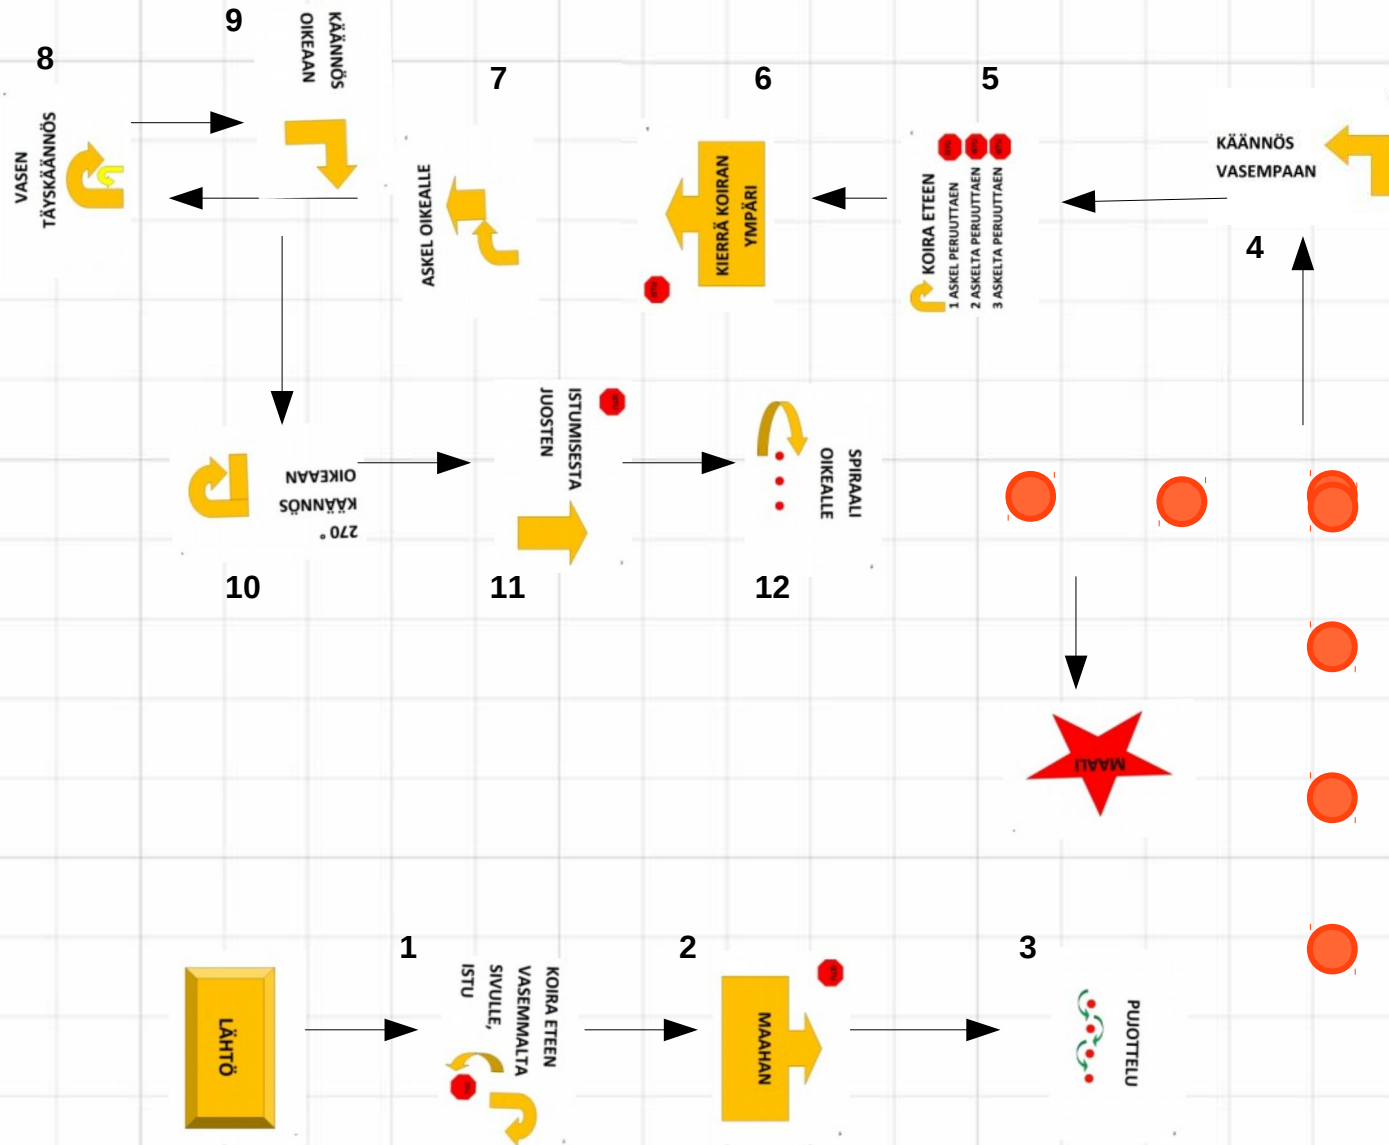 8
VASEN
TÄYSKÄÄNNÖS
9
KÄÄNNÖS
OIKEAAN
7
ASKEL OIKEALLE
6
KIERRÄ KOIRAN
YMPÄRI
5
KOIRA ETEEN
1 ASKEL PERUUTTAEN
2 ASKELTA PERUUTTAEN
3 ASKELTA PERUUTTAEN
KÄÄNNÖS
VASEMPAAN
4
270°
KÄÄNNÖS
OIKEAAN
10
ISTUMISESTA
JUOSTEN
11
SPIRAALI
OIKEALLE
12
MAALI
LÄHTÖ
1
KOIRA ETEEN
VASEMMALTA
SIVULLE,
ISTU
2
MAAHAN
3
PUJOTTELU